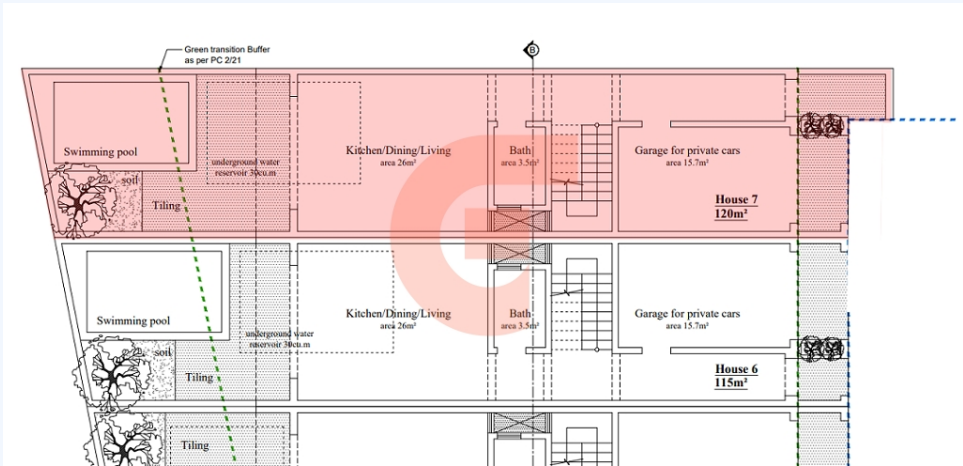 Green transition Buffer
as per PC 2/21
B
Swimming pool
soil
Tiling
underground water
reservoir 30cu.m
Kitchen/Dining/Living
area 26m²
Bath
area 3.5m²
Garage for private cars
area 15.7m²
House 7
120m²
Swimming pool
soil
Tiling
underground water
reservoir 30cu.m
Kitchen/Dining/Living
area 26m²
Bath
area 3.5m²
Garage for private cars
area 15.7m²
House 6
115m²
Tiling